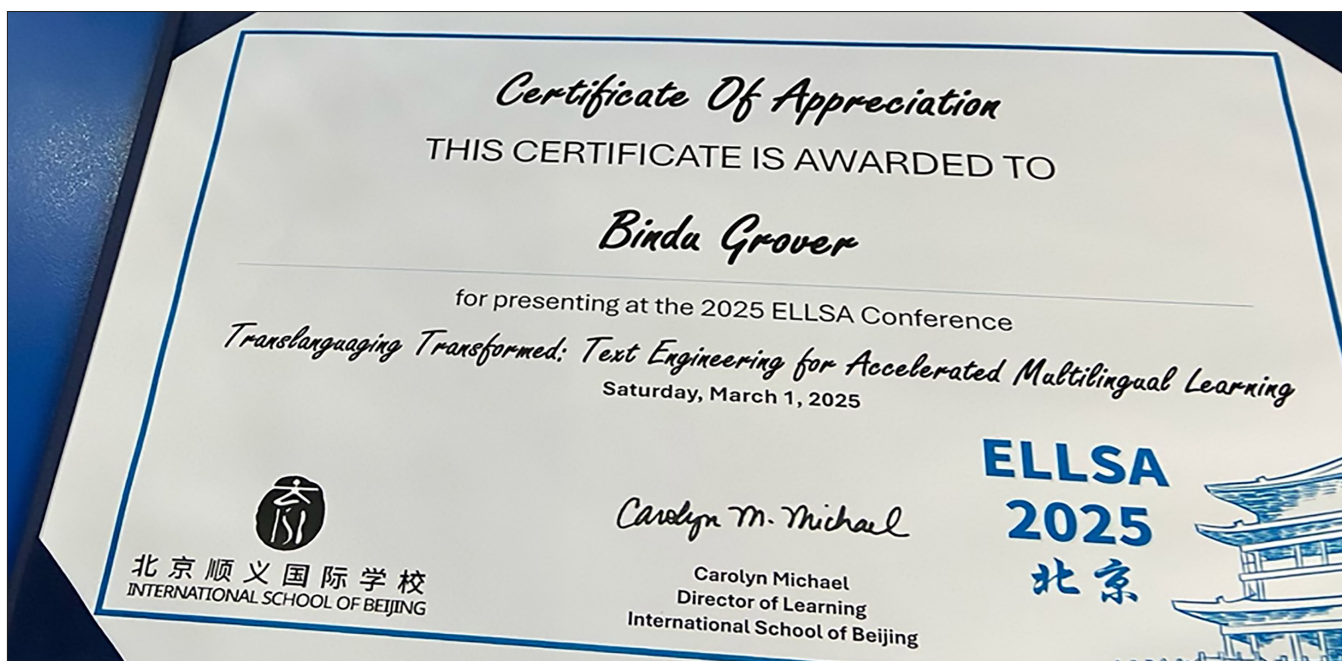 Certificate Of Appreciation
THIS CERTIFICATE IS AWARDED TO
Bindu Grover
for presenting at the 2025 ELLSA Conference
Translanguaging Transformed: Text Engineering for Accelerated Multilingual Learning
Saturday, March 1, 2025
ISB
北京顺义国际学校
INTERNATIONAL SCHOOL OF BEIJING
Carolyn M. Michael
Carolyn Michael
Director of Learning
International School of Beijing
ELLSA
2025
北京